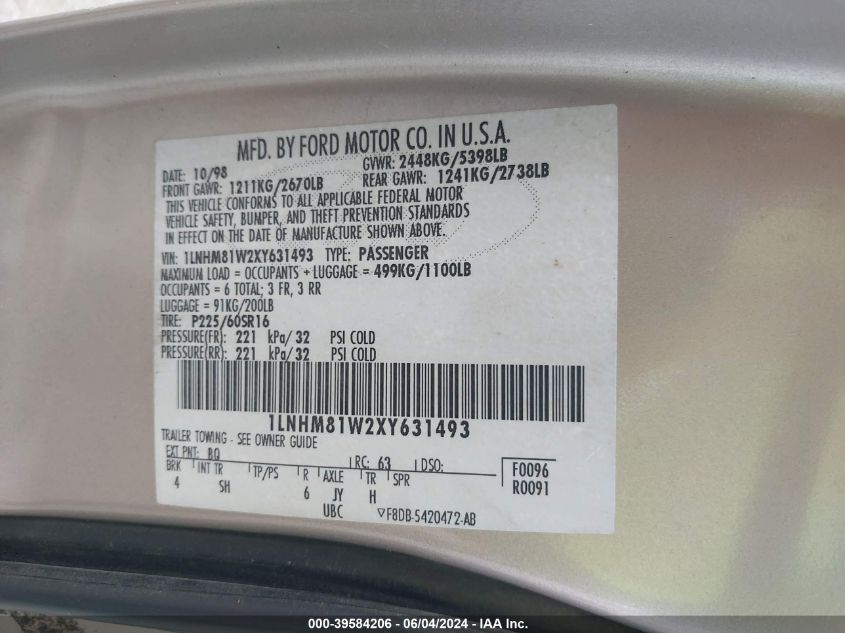 MFD. BY FORD MOTOR CO. IN U.S.A.
DATE: 10/98 GVWR: 2448KG/5398LB
FRONT GAWR: 1211KG/2670LB REAR GAWR: 1241KG/2738LB
THIS VEHICLE CONFORMS TO ALL APPLICABLE FEDERAL MOTOR
VEHICLE SAFETY, BUMPER, AND THEFT PREVENTION STANDARDS
IN EFFECT ON THE DATE OF MANUFACTURE SHOWN ABOVE.
VIN: 1LNHM81W2XY631493 TYPE: PASSENGER
MAXIMUM LOAD = OCCUPANTS + LUGGAGE = 499KG/1100LB
OCCUPANTS = 6 TOTAL; 3 FR, 3 RR
LUGGAGE = 91KG/200LB
TIRE: P225/60SR16
PRESSURE(FR): 221 kPa/ 32 PSI COLD
PRESSURE(RR): 221 kPa/ 32 PSI COLD
1LNHM81W2XY631493
TRAILER TOWING - SEE OWNER GUIDE
EXT PNT: BQ RC: 63 DSO: F0096
BRK INT TR TP/PS R AXLE TR SPR R0091
4 SH 6 JY H
UBC ▽F8DB-5420472-AB
000-39584206 - 06/04/2024 - IAA Inc.